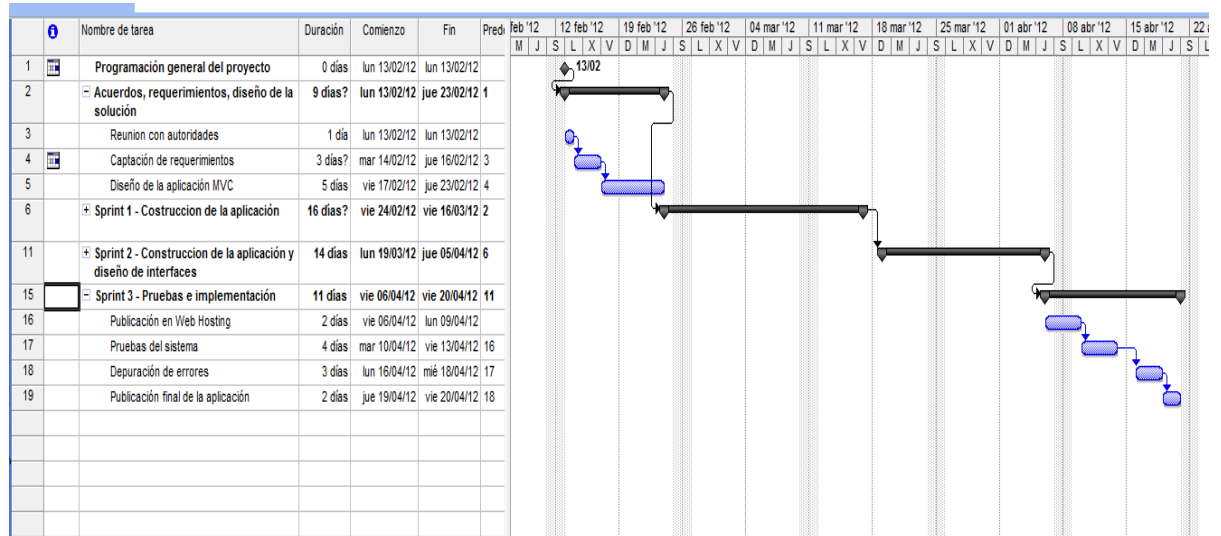 Nombre de tarea Duración Comienzo Fin Prede
feb '12 12 feb '12 19 feb '12 26 feb '12 04 mar '12 11 mar '12 18 mar '12 25 mar '12 01 abr '12 08 abr '12 15 abr '12 22 a
M J S L X V D M J S L X V D M J S L X V D M J S L X V D M J S L X V D M J S L
1 Programación general del proyecto 0 días lun 13/02/12 lun 13/02/12
13/02
2 Acuerdos, requerimientos, diseño de la 9 días? lun 13/02/12 jue 23/02/12 1
solución
3 Reunion con autoridades 1 día lun 13/02/12 lun 13/02/12
4 Captación de requerimientos 3 días? mar 14/02/12 jue 16/02/12 3
5 Diseño de la aplicación MVC 5 días vie 17/02/12 jue 23/02/12 4
6 Sprint 1 - Costruccion de la aplicación 16 días? vie 24/02/12 vie 16/03/12 2
11 Sprint 2 - Construccion de la aplicación y 14 días lun 19/03/12 jue 05/04/12 6
diseño de interfaces
15 Sprint 3 - Pruebas e implementación 11 días vie 06/04/12 vie 20/04/12 11
16 Publicación en Web Hosting 2 días vie 06/04/12 lun 09/04/12
17 Pruebas del sistema 4 días mar 10/04/12 vie 13/04/12 16
18 Depuración de errores 3 días lun 16/04/12 mié 18/04/12 17
19 Publicación final de la aplicación 2 días jue 19/04/12 vie 20/04/12 18